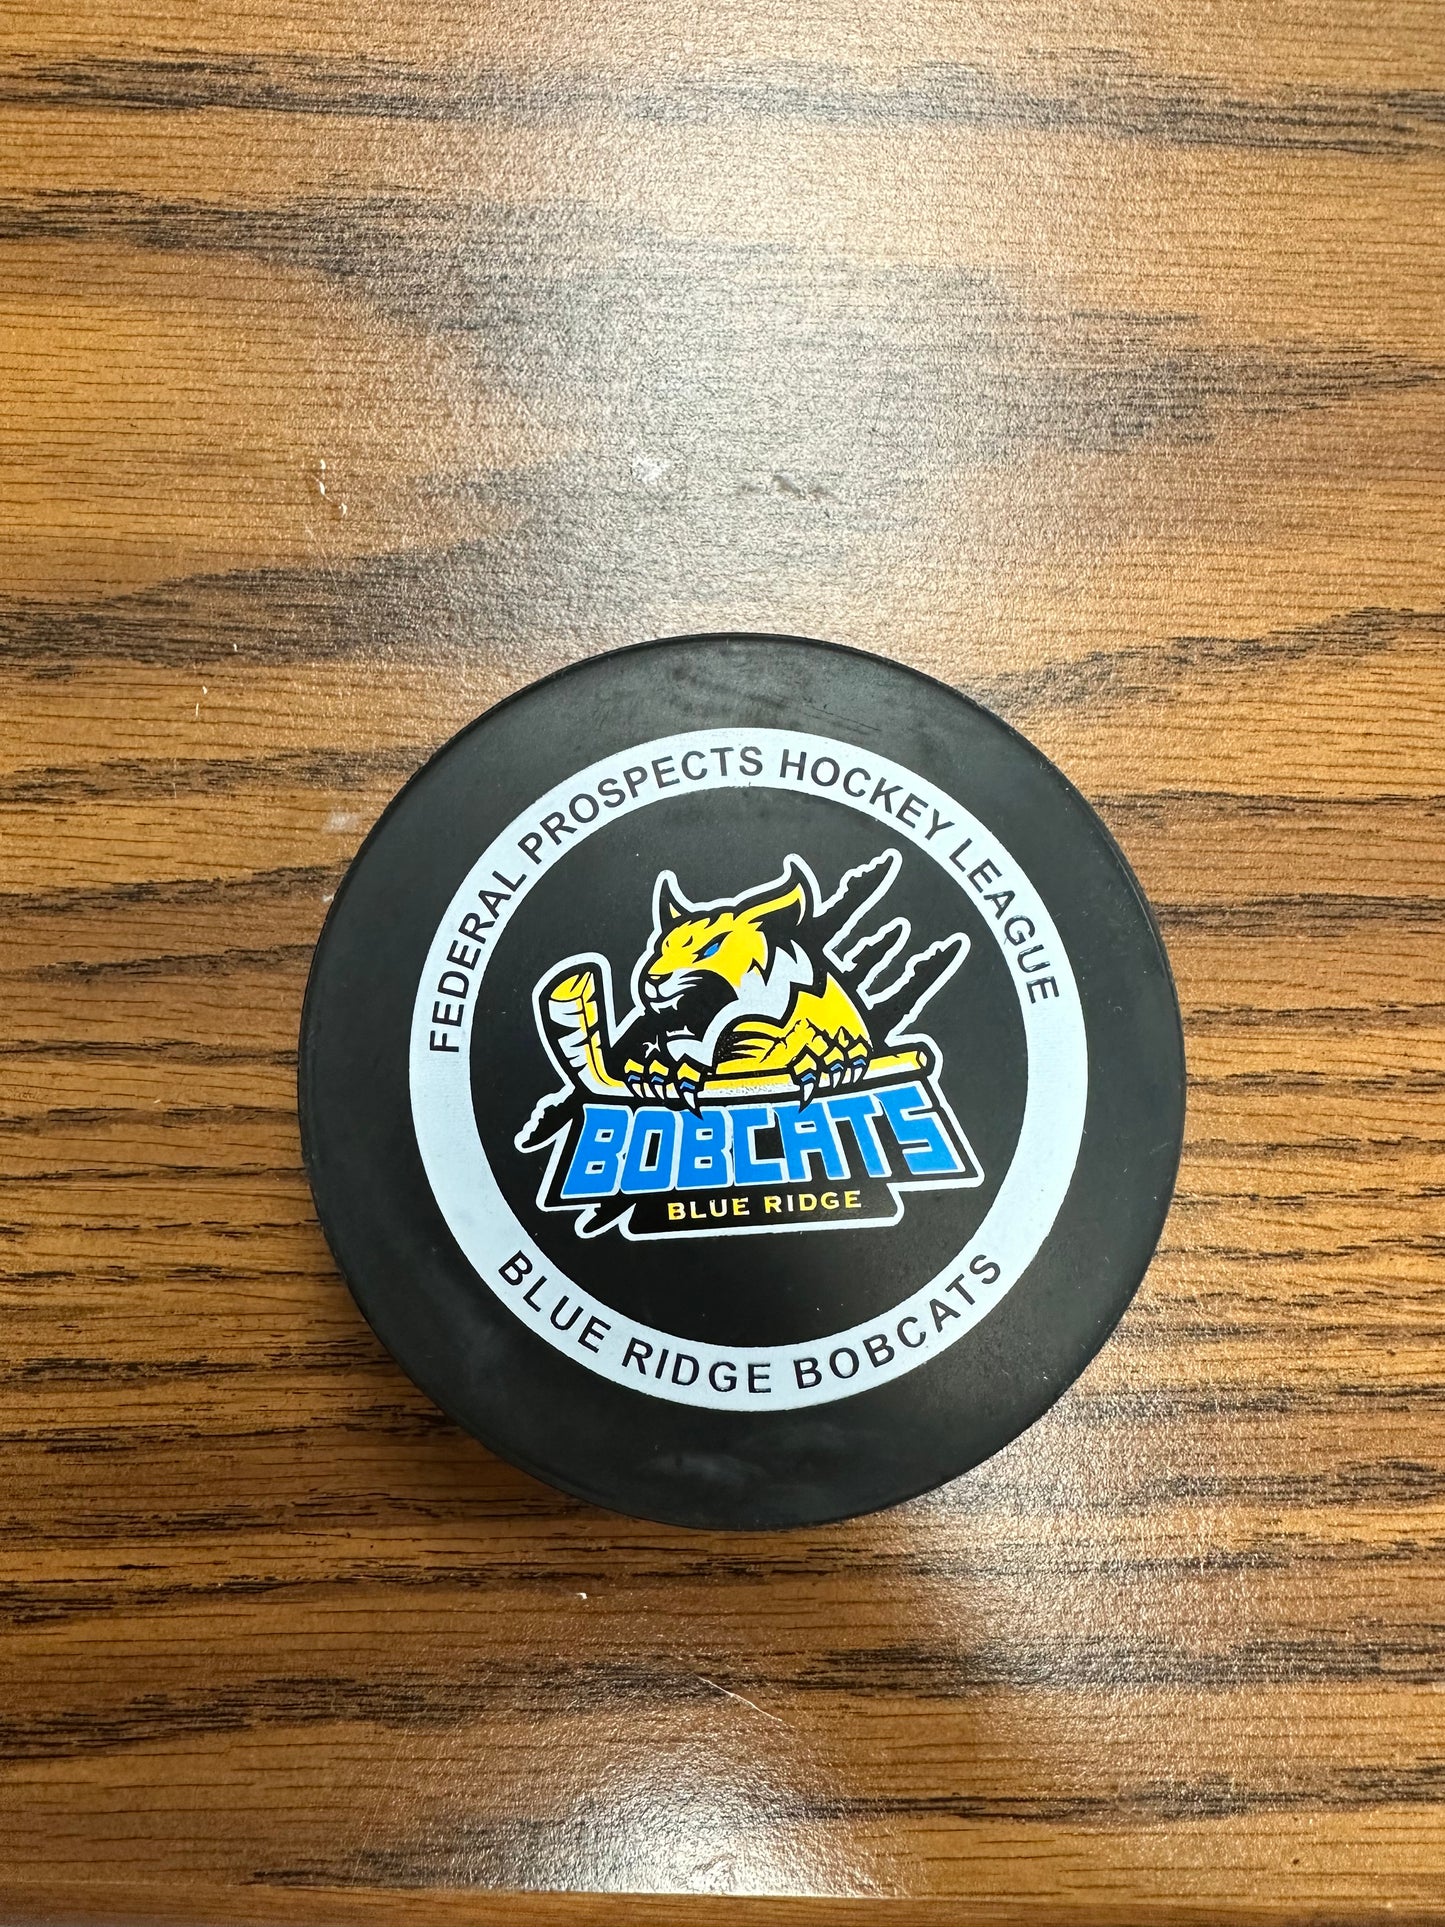 FEDERAL PROSPECTS HOCKEY LEAGUE
BOBCATS
BLUE RIDGE
BLUE RIDGE BOBCATS